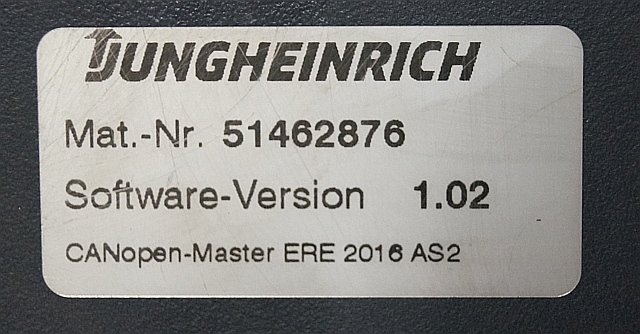 JUNGHEINRICH
Mat.-Nr. 51462876
Software-Version 1.02
CANopen-Master ERE 2016 AS2